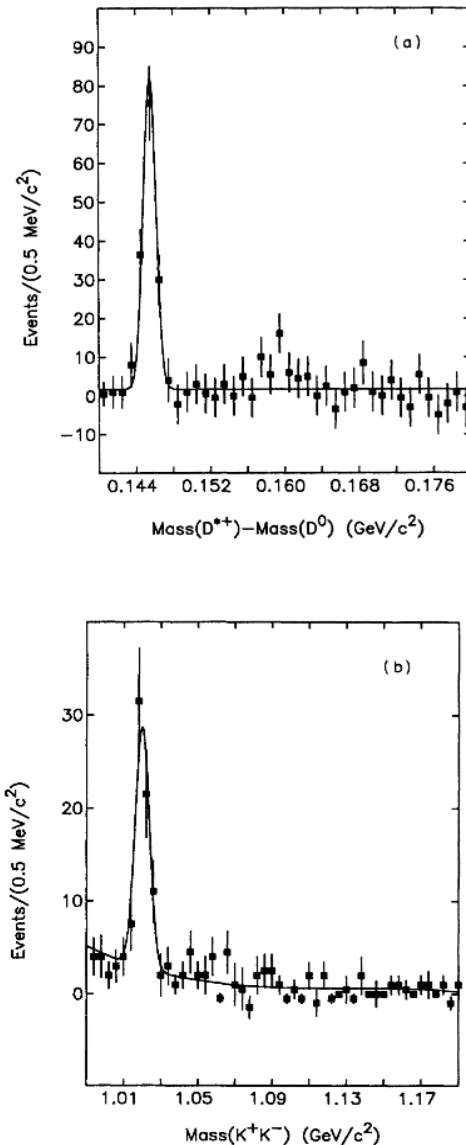 (a)
90
80
70
60
50
40
30
20
10
0
−10
Events/(0.5 MeV/c²)
0.144 0.152 0.160 0.168 0.176
Mass(D*⁺)−Mass(D⁰) (GeV/c²)
(b)
30
20
10
0
Events/(0.5 MeV/c²)
1.01 1.05 1.09 1.13 1.17
Mass(K⁺K⁻) (GeV/c²)